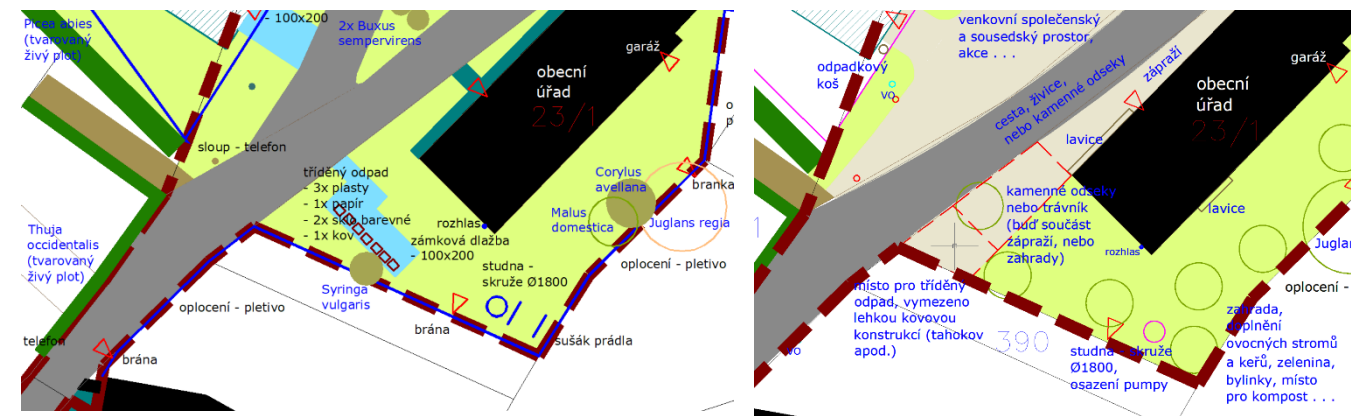 Picea abies
(tvarovaný
živý plot)
- 100x200
2x Buxus
sempervirens
garáž
obecní
úřad
23/1
sloup - telefon
tříděný odpad
- 3x plasty
- 1x papír
- 2x sklo barevné
- 1x kov
Corylus
avellana
branka
Malus
domestica
Juglans regia
rozhlas
zámková dlažba
- 100x200
Thuja
occidentalis
(tvarovaný
živý plot)
oplocení - pletivo
studna -
skruže Ø1800
Syringa
vulgaris
oplocení - pletivo
brána
sušák prádla
telefon
brána
venkovní společenský
a sousedský prostor,
akce . . .
odpadkový
koš
vo
cesta, živice,
nebo kamenné odseky
zápraží
garáž
obecní
úřad
23/1
lavice
kamenné odseky
nebo trávník
(buď součást
zápraží, nebo
zahrady)
lavice
rozhlas
místo pro tříděný
odpad, vymezeno
lehkou kovovou
konstrukcí (tahokov
apod.)
390
vo
studna - skruže
Ø1800,
osazení pumpy
oplocení -
zahrada,
doplnění
ovocných stromů
a keřů, zelenina,
bylinky, místo
pro kompost . . .